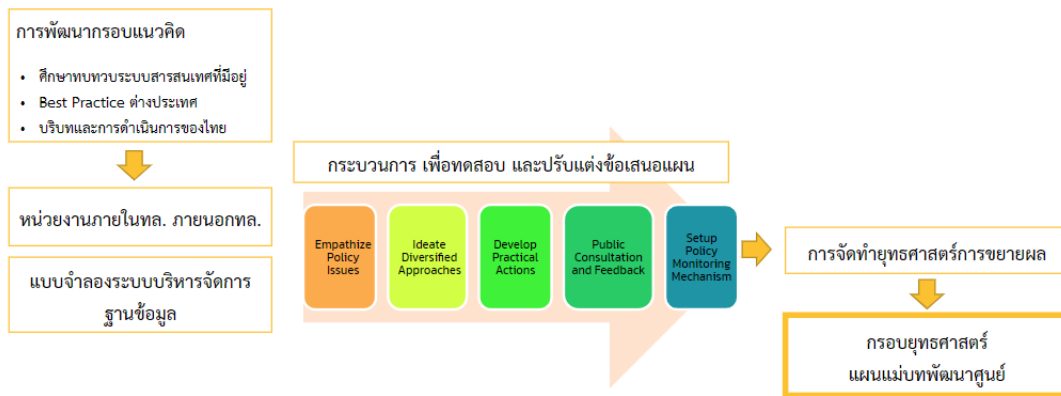 การพัฒนากรอบแนวคิด
• ศึกษาทบทวบระบบสารสนเทศที่มีอยู่
• Best Practice ต่างประเทศ
• บริบทและการดำเนินการของไทย
หน่วยงานภายในทล. ภายนอกทล.
แบบจำลองระบบบริหารจัดการ
ฐานข้อมูล
กระบวนการ เพื่อทดสอบ และปรับแต่งข้อเสนอแผน
Empathize
Policy
Issues
Ideate
Diversified
Approaches
Develop
Practical
Actions
Public
Consultation
and Feedback
Setup
Policy
Monitoring
Mechanism
การจัดทำยุทธศาสตร์การขยายผล
กรอบยุทธศาสตร์
แผนแม่บทพัฒนาศูนย์